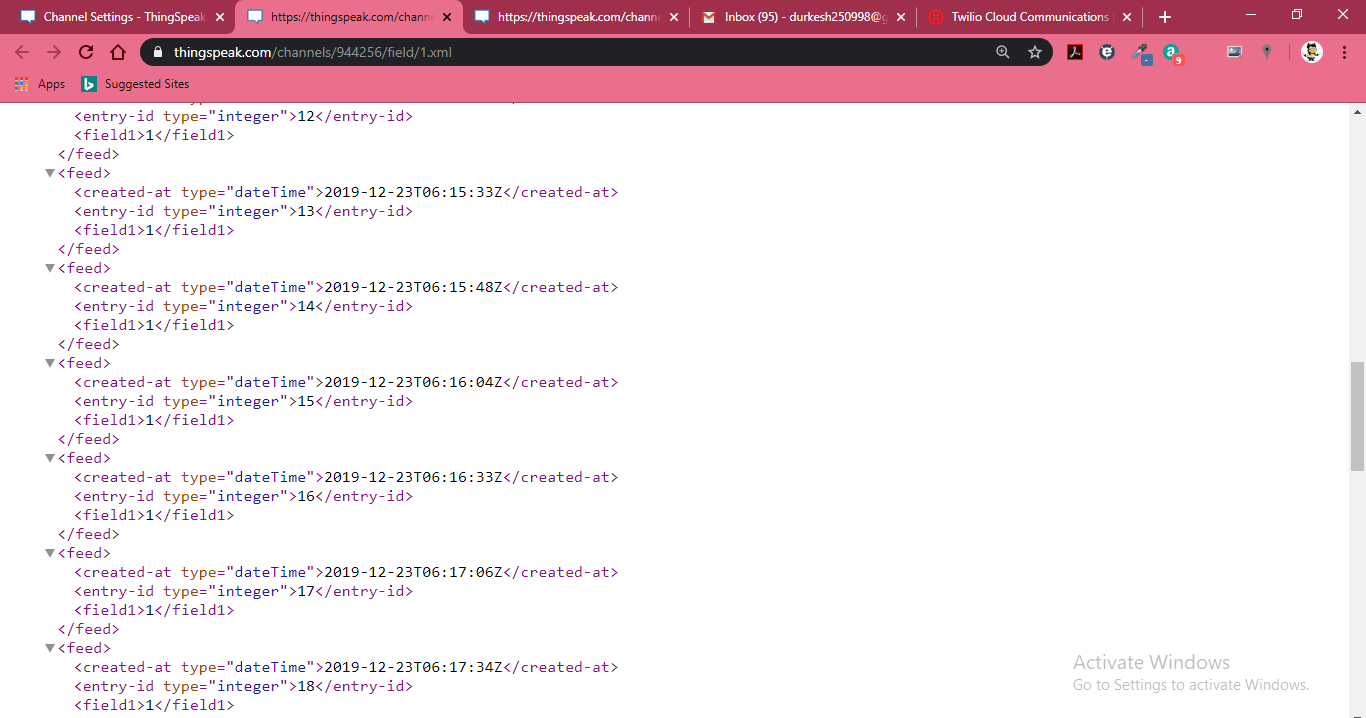 Channel Settings - ThingSpeak
https://thingspeak.com/channe
https://thingspeak.com/channe
Inbox (95) - durkesh250998@g
Twilio Cloud Communications
thingspeak.com/channels/944256/field/1.xml
9
Apps
Suggested Sites
<entry-id type="integer">12</entry-id>
<field1>1</field1>
</feed>
▼<feed>
<created-at type="dateTime">2019-12-23T06:15:33Z</created-at>
<entry-id type="integer">13</entry-id>
<field1>1</field1>
</feed>
▼<feed>
<created-at type="dateTime">2019-12-23T06:15:48Z</created-at>
<entry-id type="integer">14</entry-id>
<field1>1</field1>
</feed>
▼<feed>
<created-at type="dateTime">2019-12-23T06:16:04Z</created-at>
<entry-id type="integer">15</entry-id>
<field1>1</field1>
</feed>
▼<feed>
<created-at type="dateTime">2019-12-23T06:16:33Z</created-at>
<entry-id type="integer">16</entry-id>
<field1>1</field1>
</feed>
▼<feed>
<created-at type="dateTime">2019-12-23T06:17:06Z</created-at>
<entry-id type="integer">17</entry-id>
<field1>1</field1>
</feed>
▼<feed>
<created-at type="dateTime">2019-12-23T06:17:34Z</created-at>
<entry-id type="integer">18</entry-id>
<field1>1</field1>
Activate Windows
Go to Settings to activate Windows.